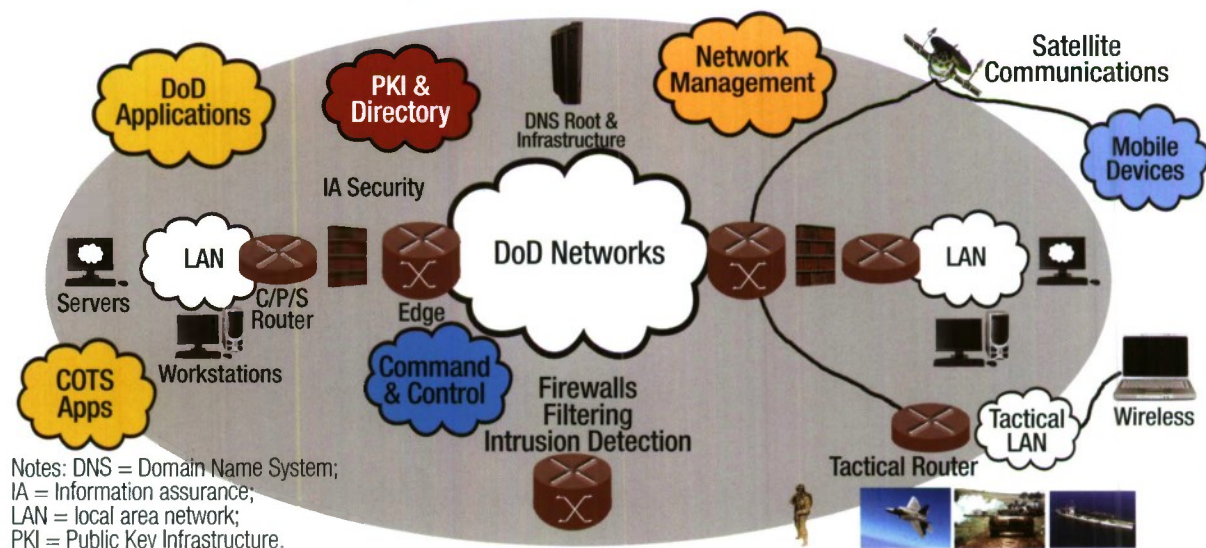 DoD
Applications
PKI &
Directory
DNS Root &
Infrastructure
Network
Management
Satellite
Communications
Mobile
Devices
IA Security
LAN
DoD Networks
LAN
Servers
C/P/S
Router
Edge
Workstations
COTS
Apps
Command
& Control
Firewalls
Filtering
Intrusion Detection
Tactical Router
Tactical
LAN
Wireless
Notes: DNS = Domain Name System;
IA = Information assurance;
LAN = local area network;
PKI = Public Key Infrastructure.